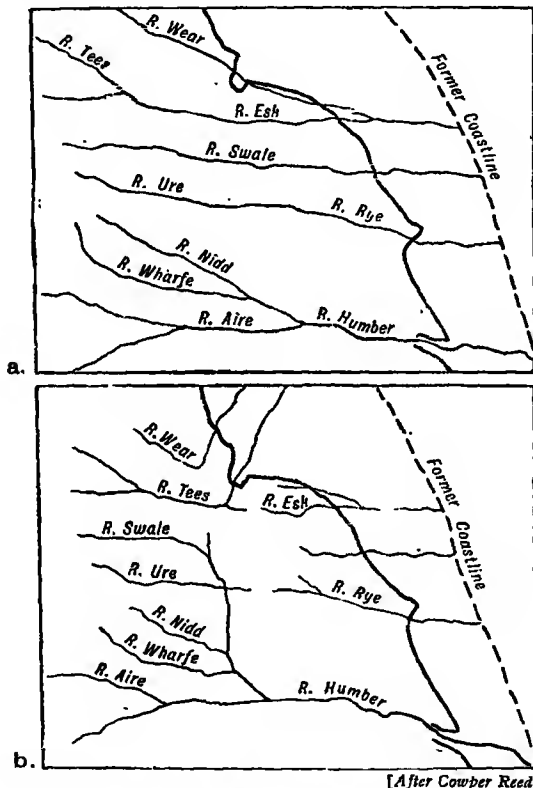 R. Wear
R. Tees
Former Coastline
R. Esk
R. Swale
R. Ure
R. Rye
R. Nidd
R. Wharfe
R. Aire
R. Humber
a.
R. Wear
Former Coastline
R. Tees
R. Esk
R. Swale
R. Ure
R. Rye
R. Nidd
R. Wharfe
R. Aire
R. Humber
b.
[After Cowper Reed